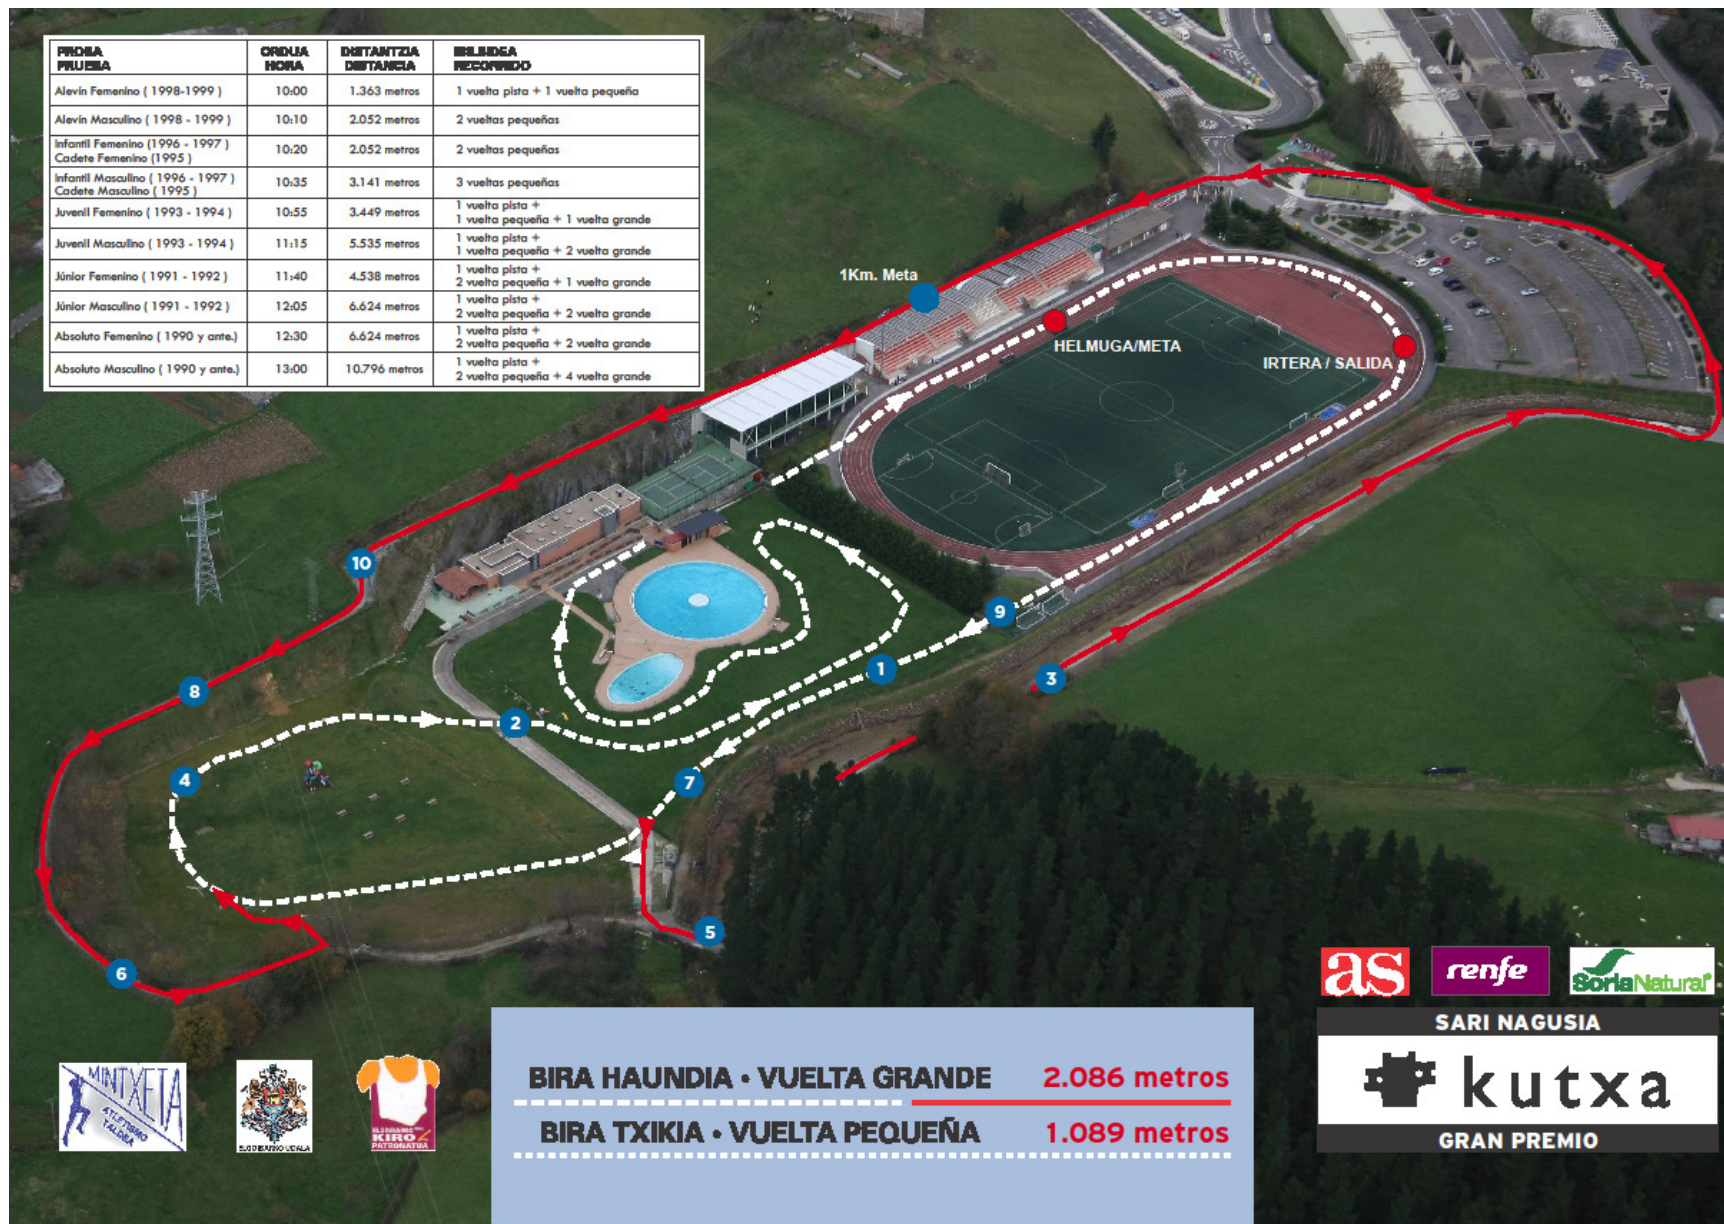 PROBA
PRUEBA
ORDUA
HORA
DISTANTZIA
DISTANCIA
IBILBIDEA
RECORRIDO
Alevín Femenino ( 1998-1999 )
10:00
1.363 metros
1 vuelta pista + 1 vuelta pequeña
Alevín Masculino ( 1998 - 1999 )
10:10
2.052 metros
2 vueltas pequeñas
Infantil Femenino (1996 - 1997 )
Cadete Femenino (1995 )
10:20
2.052 metros
2 vueltas pequeñas
Infantil Masculino ( 1996 - 1997 )
Cadete Masculino ( 1995 )
10:35
3.141 metros
3 vueltas pequeñas
Juvenil Femenino ( 1993 - 1994 )
10:55
3.449 metros
1 vuelta pista +
1 vuelta pequeña + 1 vuelta grande
Juvenil Masculino ( 1993 - 1994 )
11:15
5.535 metros
1 vuelta pista +
1 vuelta pequeña + 2 vuelta grande
Júnior Femenino ( 1991 - 1992 )
11:40
4.538 metros
1 vuelta pista +
2 vuelta pequeña + 1 vuelta grande
Júnior Masculino ( 1991 - 1992 )
12:05
6.624 metros
1 vuelta pista +
2 vuelta pequeña + 2 vuelta grande
Absoluto Femenino ( 1990 y ante.)
12:30
6.624 metros
1 vuelta pista +
2 vuelta pequeña + 2 vuelta grande
Absoluto Masculino ( 1990 y ante.)
13:00
10.796 metros
1 vuelta pista +
2 vuelta pequeña + 4 vuelta grande
1Km. Meta
HELMUGA/META
IRTERA / SALIDA
10
9
1
3
8
2
4
7
5
6
as
renfe
Soria Natural
SARI NAGUSIA
kutxa
GRAN PREMIO
MINTXETA
ATLETISMO
TALDEA
ELGOIBARKO UDALA
ELGOIBARKO
KIROL
PATRONATUA
BIRA HAUNDIA • VUELTA GRANDE 2.086 metros
BIRA TXIKIA • VUELTA PEQUEÑA 1.089 metros